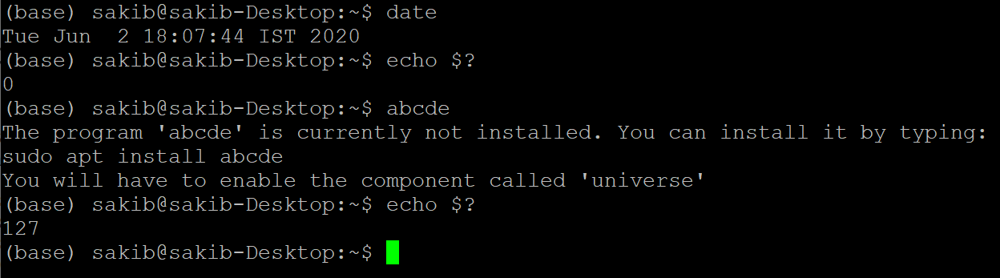 (base) sakib@sakib-Desktop:~$ date
Tue Jun  2 18:07:44 IST 2020
(base) sakib@sakib-Desktop:~$ echo $?
0
(base) sakib@sakib-Desktop:~$ abcde
The program 'abcde' is currently not installed. You can install it by typing:
sudo apt install abcde
You will have to enable the component called 'universe'
(base) sakib@sakib-Desktop:~$ echo $?
127
(base) sakib@sakib-Desktop:~$